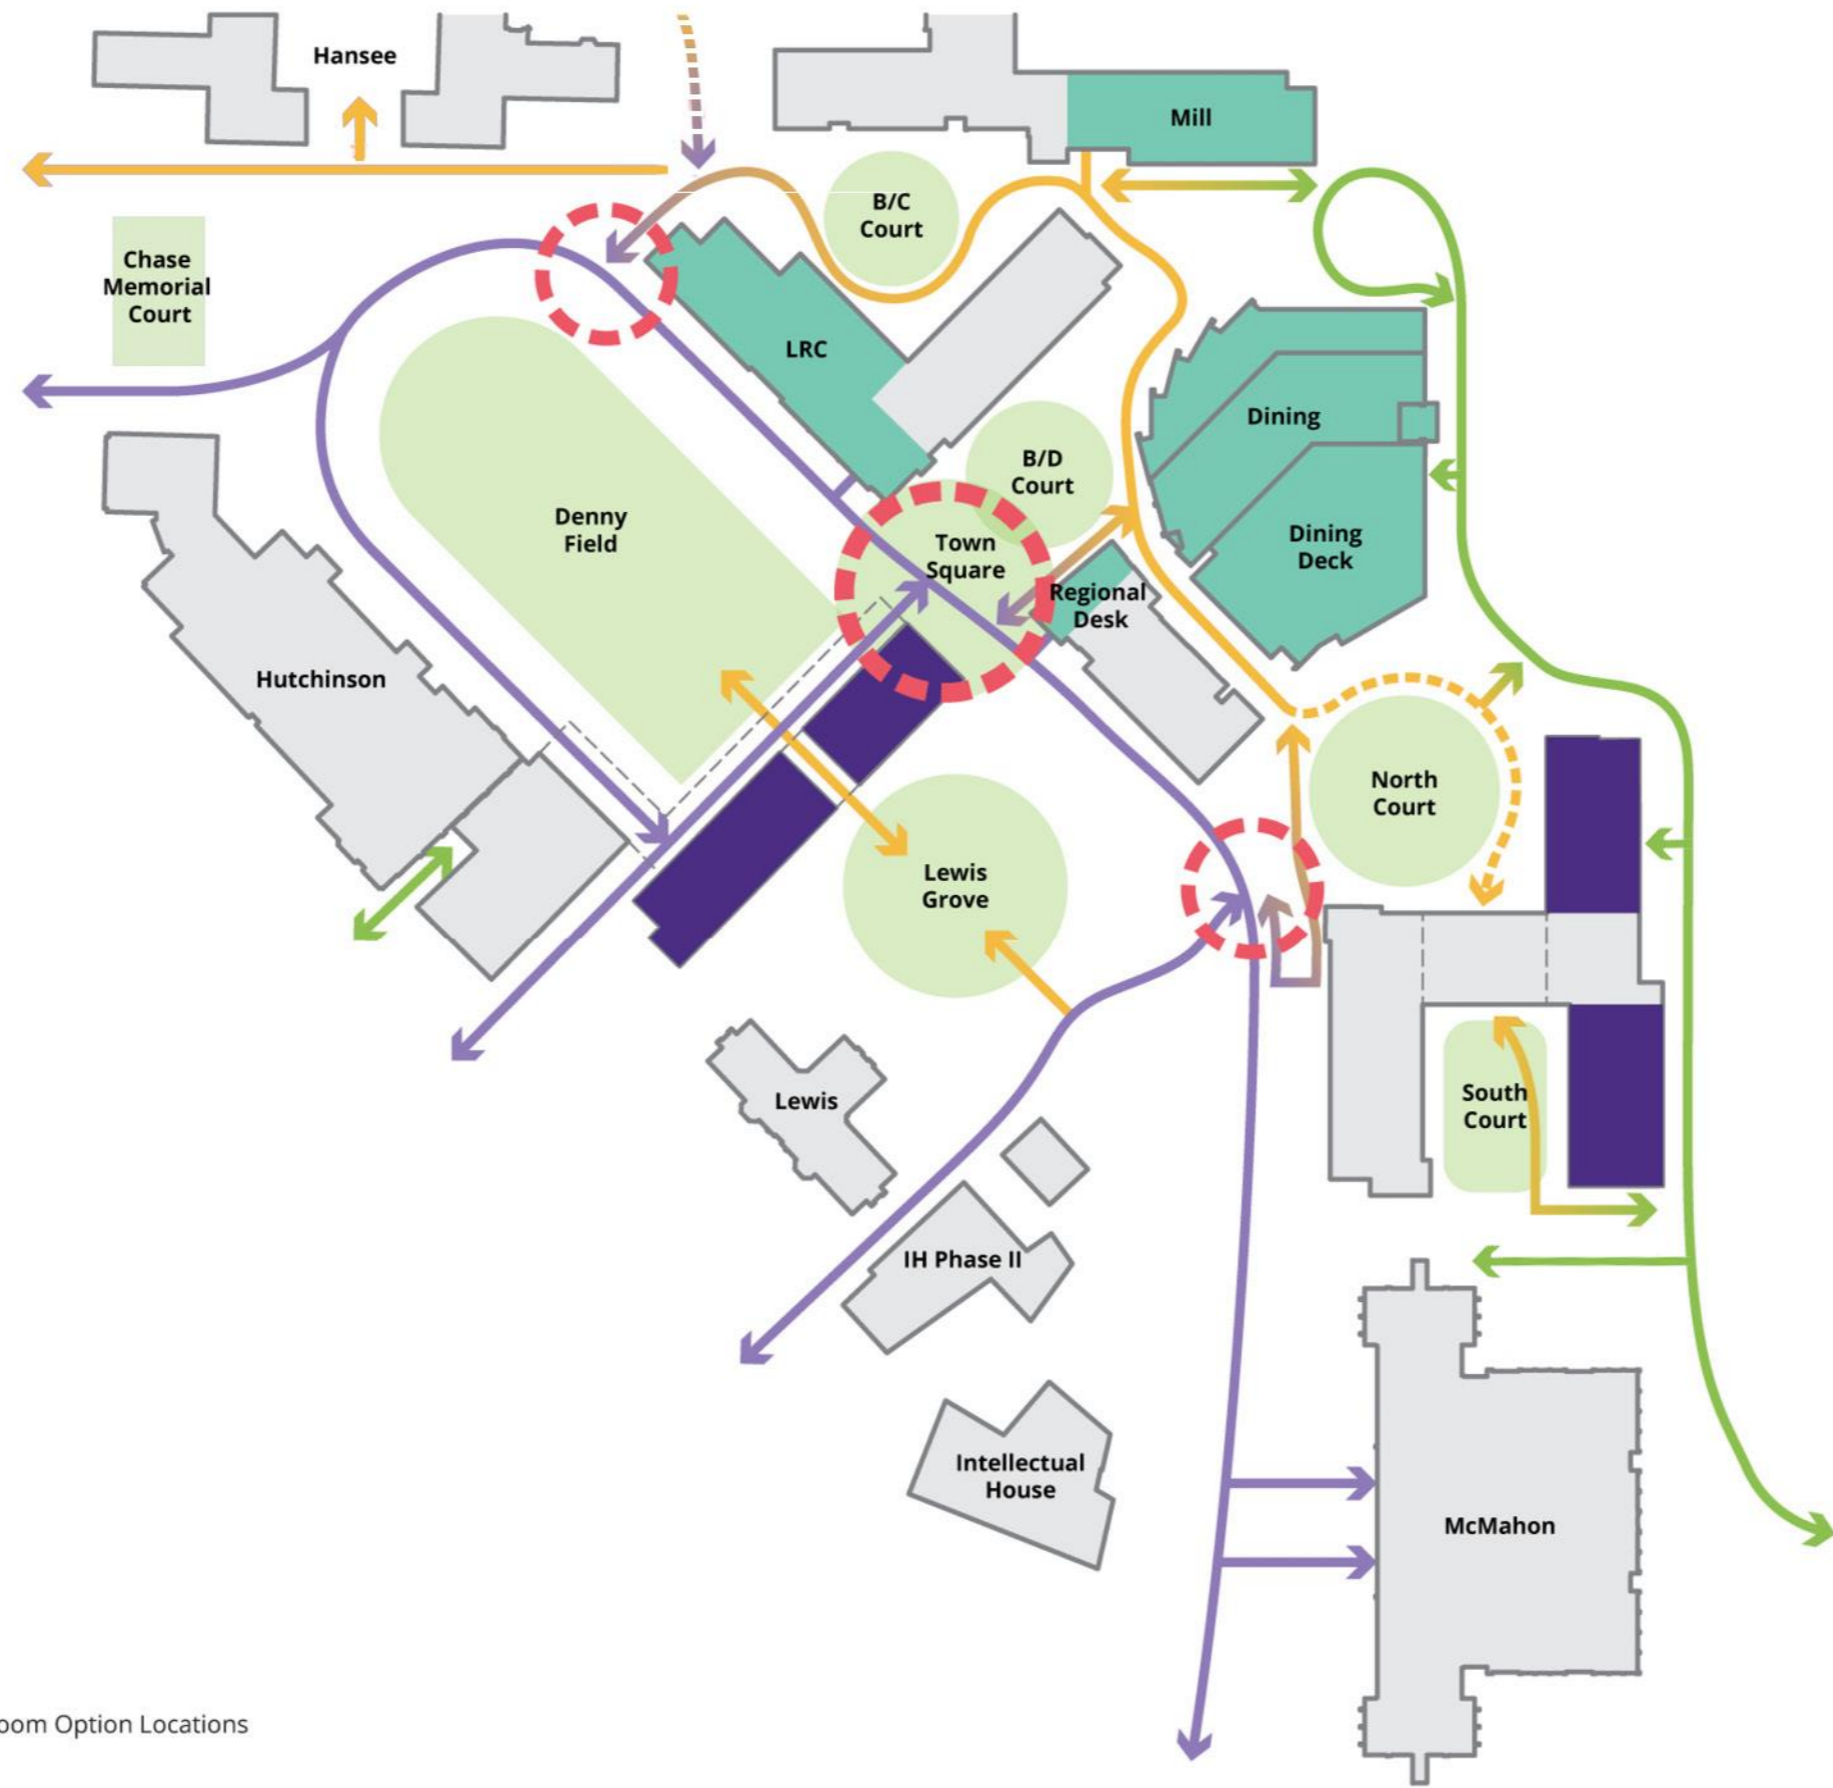 Hansee
Mill
B/C
Court
Chase
Memorial
Court
LRC
Dining
B/D
Court
Denny
Field
Town
Square
Dining
Deck
Regional
Desk
Hutchinson
North
Court
Lewis
Grove
Lewis
South
Court
IH Phase II
Intellectual
House
McMahon
Option Locations